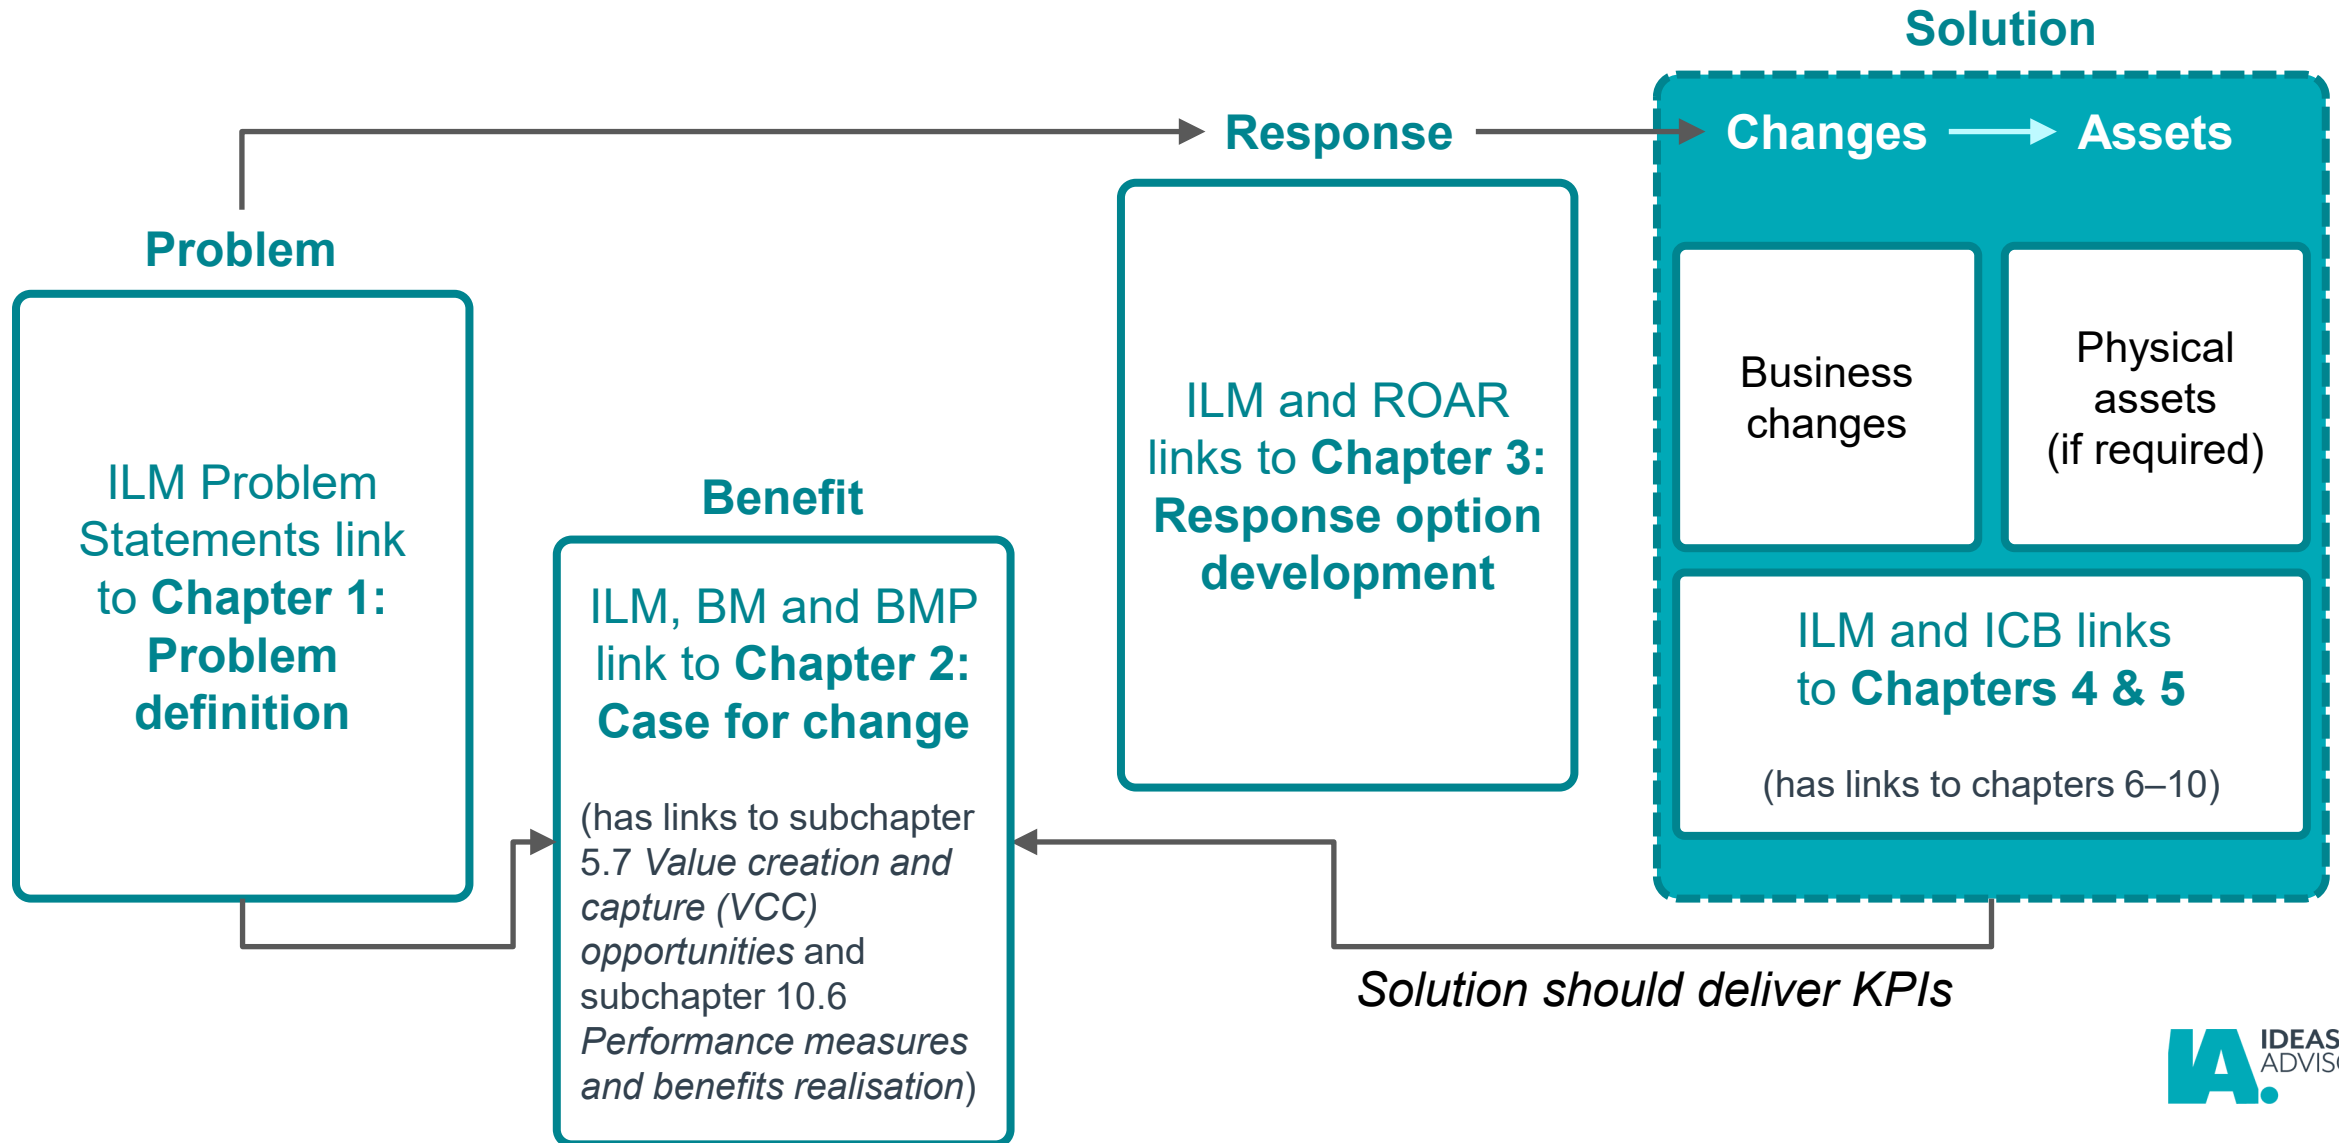 Solution
Response
Changes
Assets
Problem
ILM Problem
Statements link
to Chapter 1:
Problem
definition
Benefit
ILM, BM and BMP
link to Chapter 2:
Case for change
(has links to subchapter
5.7 Value creation and
capture (VCC)
opportunities and
subchapter 10.6
Performance measures
and benefits realisation)
ILM and ROAR
links to Chapter 3:
Response option
development
Business
changes
Physical
assets
(if required)
ILM and ICB links
to Chapters 4 & 5
(has links to chapters 6–10)
Solution should deliver KPIs
IA.
IDEAS